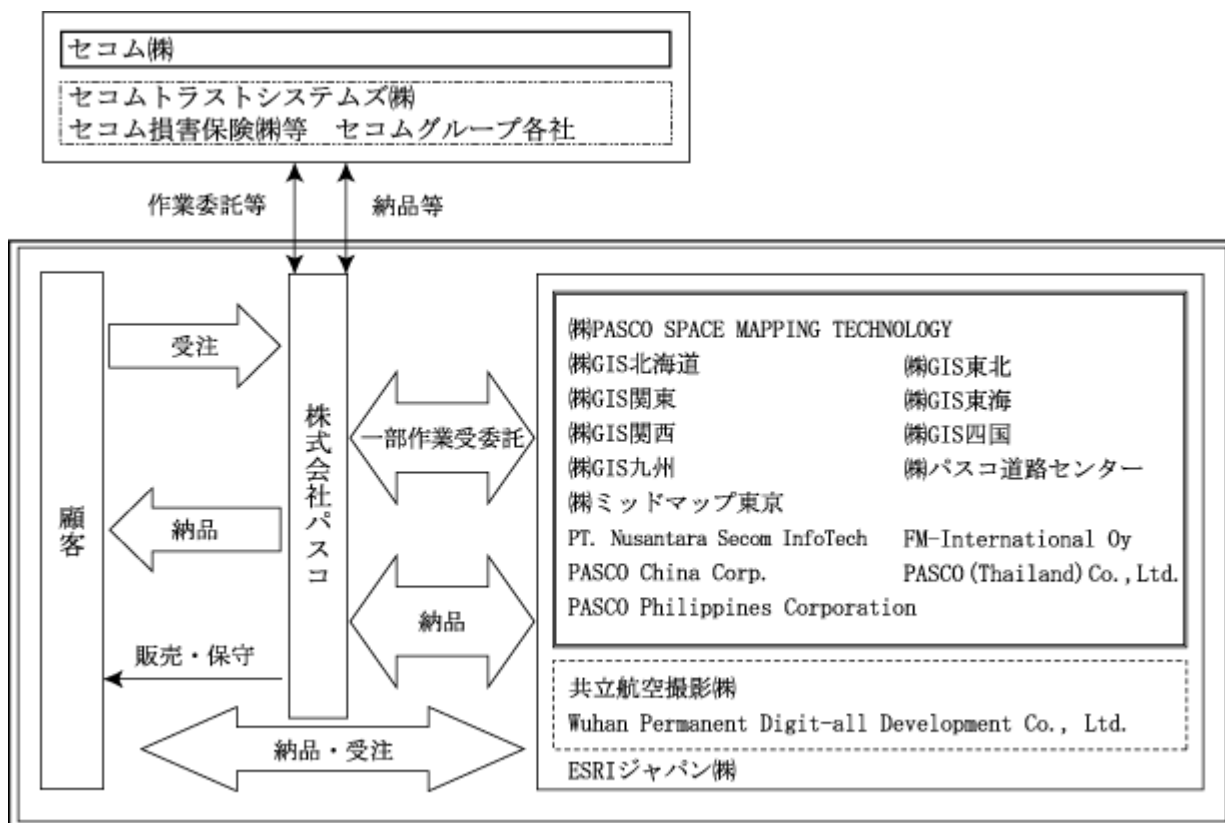 セコム㈱
セコムトラストシステムズ㈱
セコム損害保険㈱等　セコムグループ各社
作業委託等
納品等
顧客
受注
納品
販売・保守
株式会社パスコ
一部作業受委託
納品
納品・受注
㈱PASCO SPACE MAPPING TECHNOLOGY
㈱GIS北海道　㈱GIS東北
㈱GIS関東　㈱GIS東海
㈱GIS関西　㈱GIS四国
㈱GIS九州　㈱パスコ道路センター
㈱ミッドマップ東京
PT. Nusantara Secom InfoTech　FM-International Oy
PASCO China Corp.　PASCO(Thailand)Co.,Ltd.
PASCO Philippines Corporation
共立航空撮影㈱
Wuhan Permanent Digit-all Development Co., Ltd.
ESRIジャパン㈱